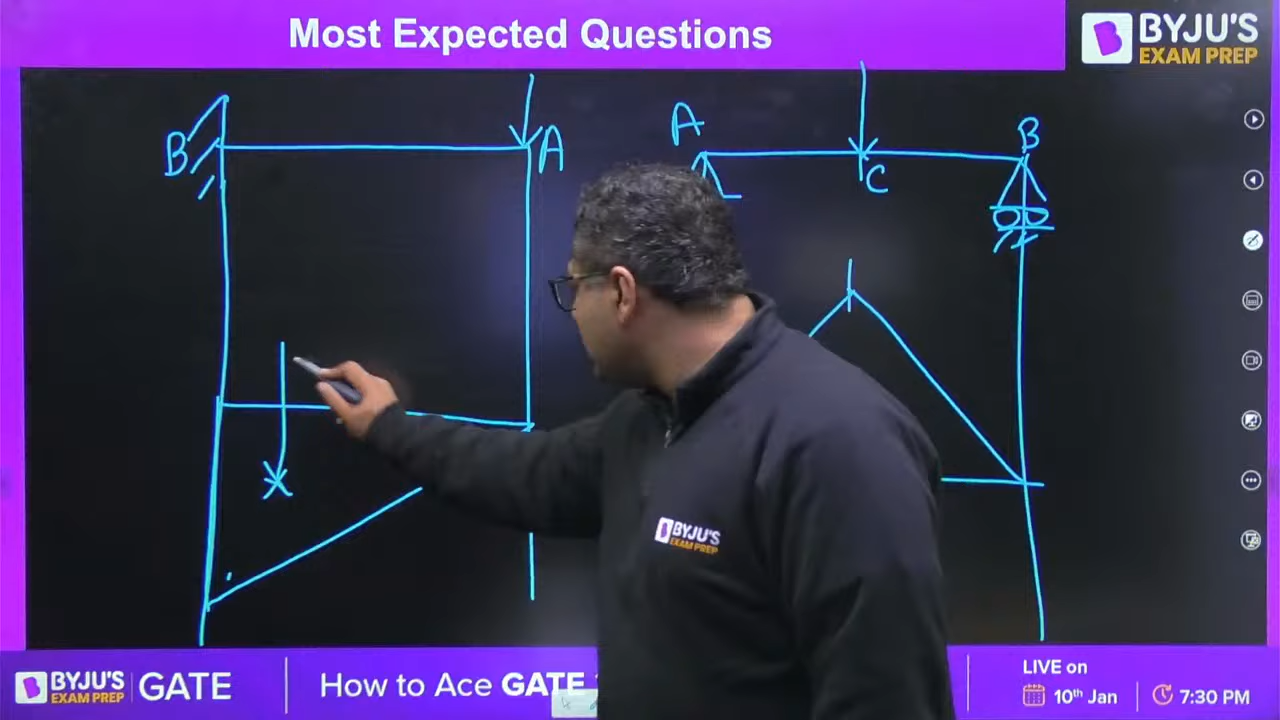 Most Expected Questions
BYJU'S
EXAM PREP
B
A
A
C
B
BYJU'S
EXAM PREP
BYJU'S
EXAM PREP
GATE
How to Ace GATE
LIVE on
10th Jan
7:30 PM